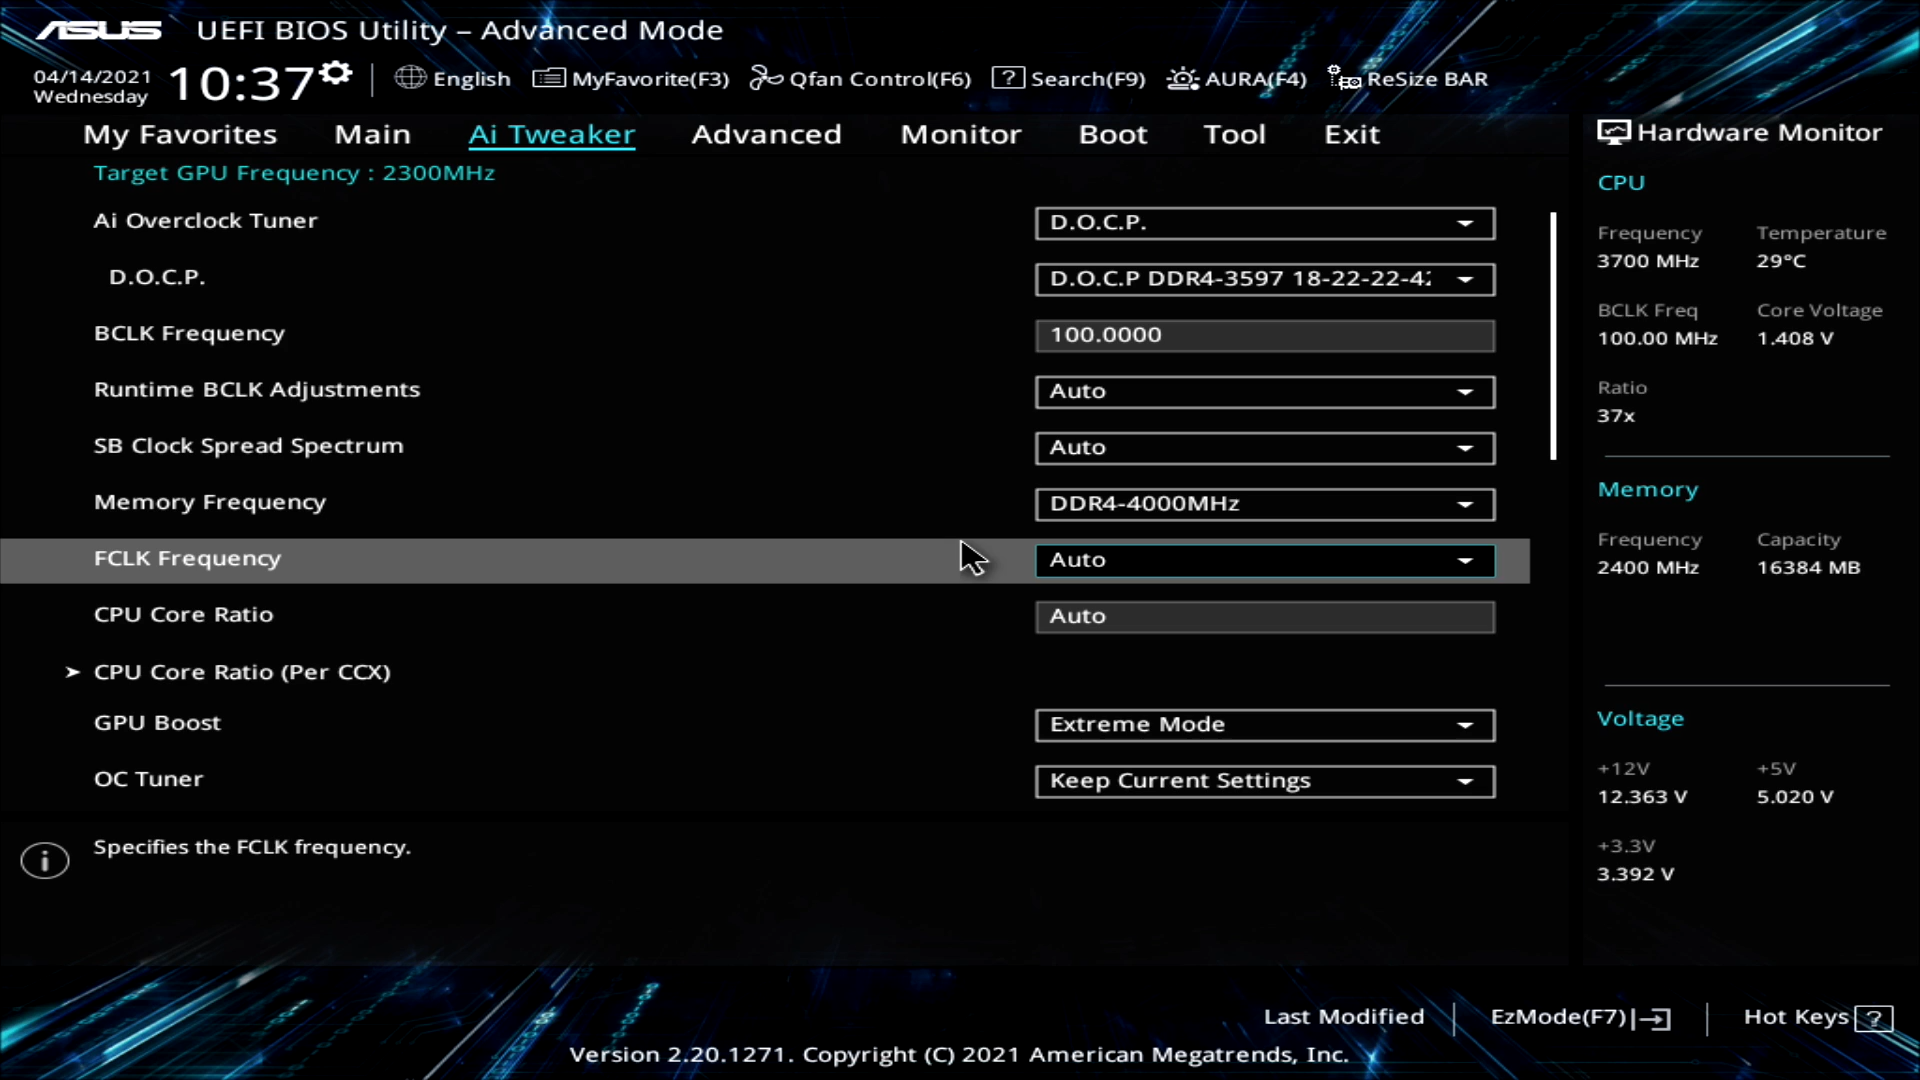 ASUS UEFI BIOS Utility – Advanced Mode
04/14/2021
Wednesday
10:37
English
MyFavorite(F3)
Qfan Control(F6)
Search(F9)
AURA(F4)
ReSize BAR
My Favorites
Main
Ai Tweaker
Advanced
Monitor
Boot
Tool
Exit
Target GPU Frequency : 2300MHz
Ai Overclock Tuner D.O.C.P.
D.O.C.P. D.O.C.P DDR4-3597 18-22-22-4
BCLK Frequency 100.0000
Runtime BCLK Adjustments Auto
SB Clock Spread Spectrum Auto
Memory Frequency DDR4-4000MHz
FCLK Frequency Auto
CPU Core Ratio Auto
CPU Core Ratio (Per CCX)
GPU Boost Extreme Mode
OC Tuner Keep Current Settings
Specifies the FCLK frequency.
Hardware Monitor
CPU
Frequency Temperature
3700 MHz 29°C
BCLK Freq Core Voltage
100.00 MHz 1.408 V
Ratio
37x
Memory
Frequency Capacity
2400 MHz 16384 MB
Voltage
+12V +5V
12.363 V 5.020 V
+3.3V
3.392 V
Last Modified
EzMode(F7)
Hot Keys ?
Version 2.20.1271. Copyright (C) 2021 American Megatrends, Inc.